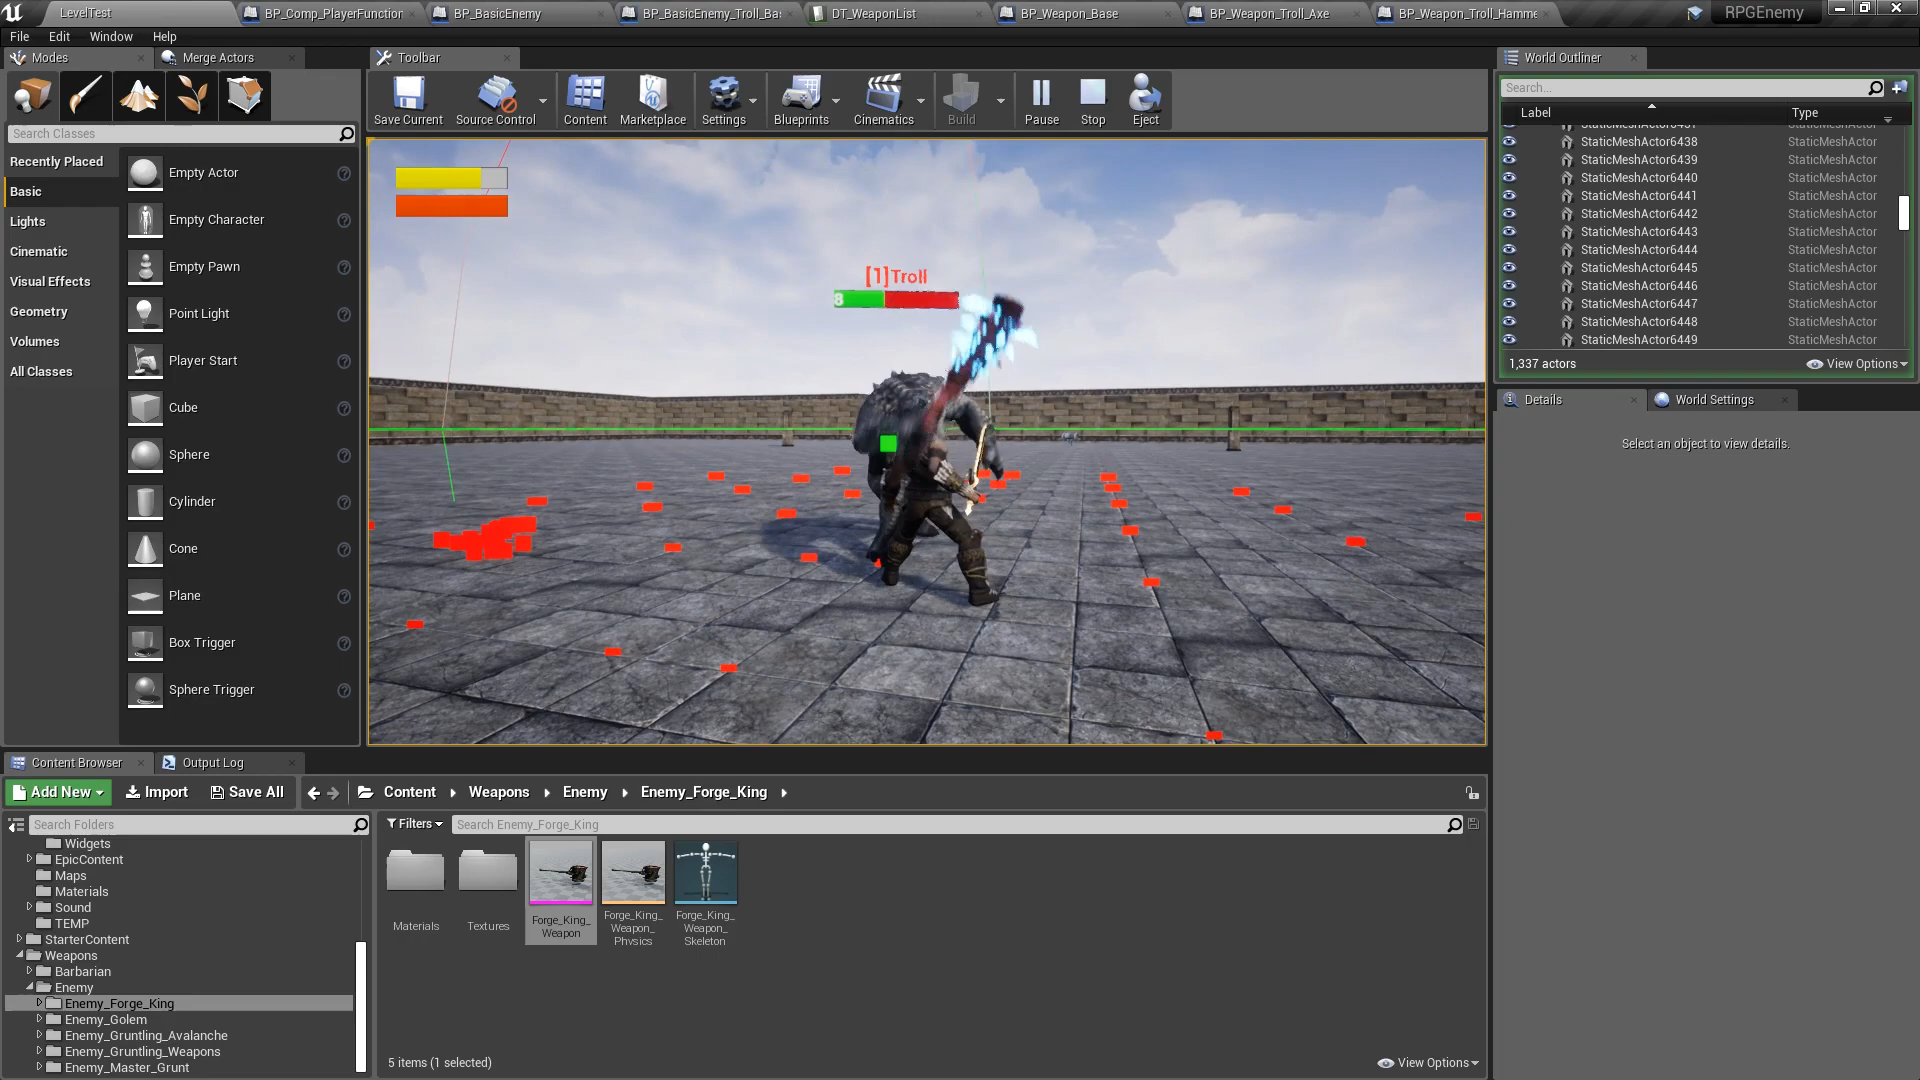 LevelTest
BP_Comp_PlayerFunction
BP_BasicEnemy
BP_BasicEnemy_Troll_Ba
DT_WeaponList
BP_Weapon_Base
BP_Weapon_Troll_Axe
BP_Weapon_Troll_Hamme
RPGEnemy
File
Edit
Window
Help
Modes
Merge Actors
Toolbar
World Outliner
Save Current
Source Control
Content
Marketplace
Settings
Blueprints
Cinematics
Build
Pause
Stop
Eject
Search...
Label
Type
Search Classes
Recently Placed
Basic
Lights
Cinematic
Visual Effects
Geometry
Volumes
All Classes
Empty Actor
Empty Character
Empty Pawn
Point Light
Player Start
Cube
Sphere
Cylinder
Cone
Plane
Box Trigger
Sphere Trigger
[1]Troll
8
StaticMeshActor6438 StaticMeshActor
StaticMeshActor6439 StaticMeshActor
StaticMeshActor6440 StaticMeshActor
StaticMeshActor6441 StaticMeshActor
StaticMeshActor6442 StaticMeshActor
StaticMeshActor6443 StaticMeshActor
StaticMeshActor6444 StaticMeshActor
StaticMeshActor6445 StaticMeshActor
StaticMeshActor6446 StaticMeshActor
StaticMeshActor6447 StaticMeshActor
StaticMeshActor6448 StaticMeshActor
StaticMeshActor6449 StaticMeshActor
1,337 actors
View Options
Details
World Settings
Select an object to view details.
Content Browser
Output Log
Add New
Import
Save All
Content
Weapons
Enemy
Enemy_Forge_King
Search Folders
Filters
Search Enemy_Forge_King
Widgets
EpicContent
Maps
Materials
Sound
TEMP
StarterContent
Weapons
Barbarian
Enemy
Enemy_Forge_King
Enemy_Golem
Enemy_Gruntling_Avalanche
Enemy_Gruntling_Weapons
Enemy_Master_Grunt
Materials
Textures
Forge_King_
Weapon
Forge_King_
Weapon_
Physics
Forge_King_
Weapon_
Skeleton
5 items (1 selected)
View Options